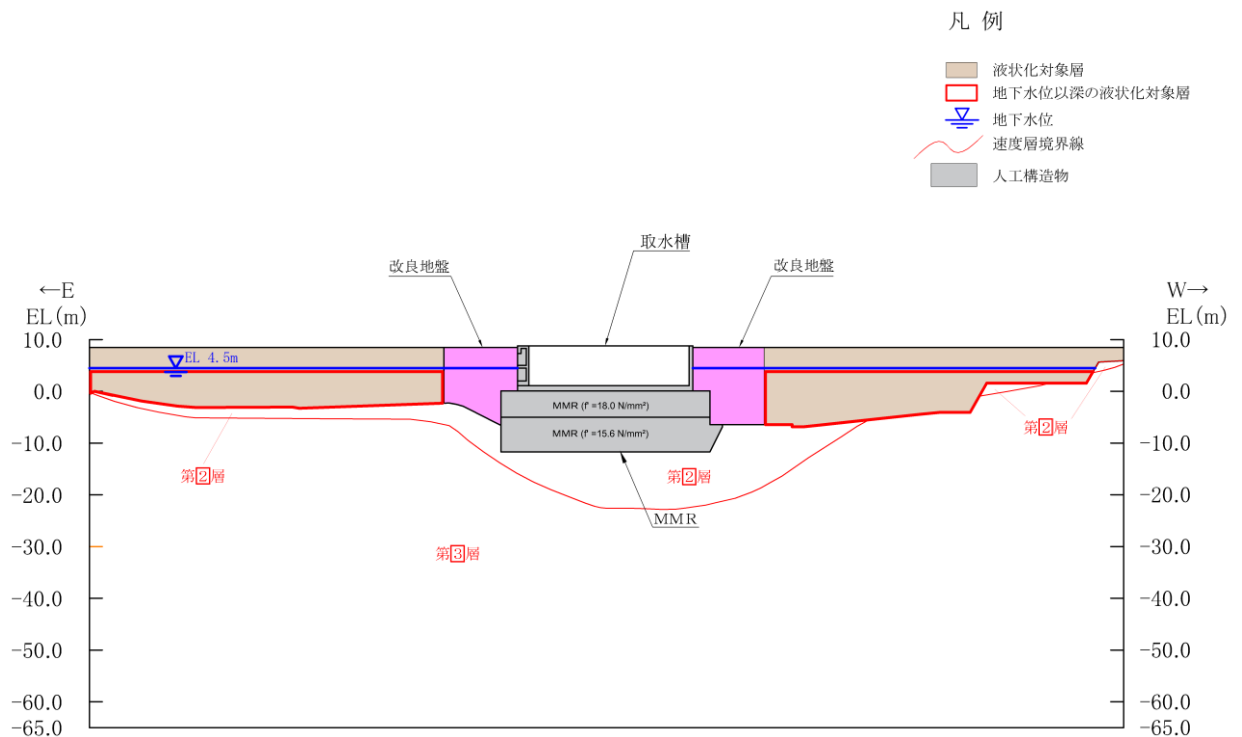 凡 例
液状化対象層
地下水位以深の液状化対象層
地下水位
速度層境界線
人工構造物
取水槽
改良地盤
改良地盤
←E
EL(m)
W→
EL(m)
10.0
0.0
-10.0
-20.0
-30.0
-40.0
-50.0
-60.0
-65.0
EL 4.5m
MMR (f' =18.0 N/mm²)
MMR (f' =15.6 N/mm²)
第2層
第2層
第2層
MMR
第3層
10.0
0.0
-10.0
-20.0
-30.0
-40.0
-50.0
-60.0
-65.0